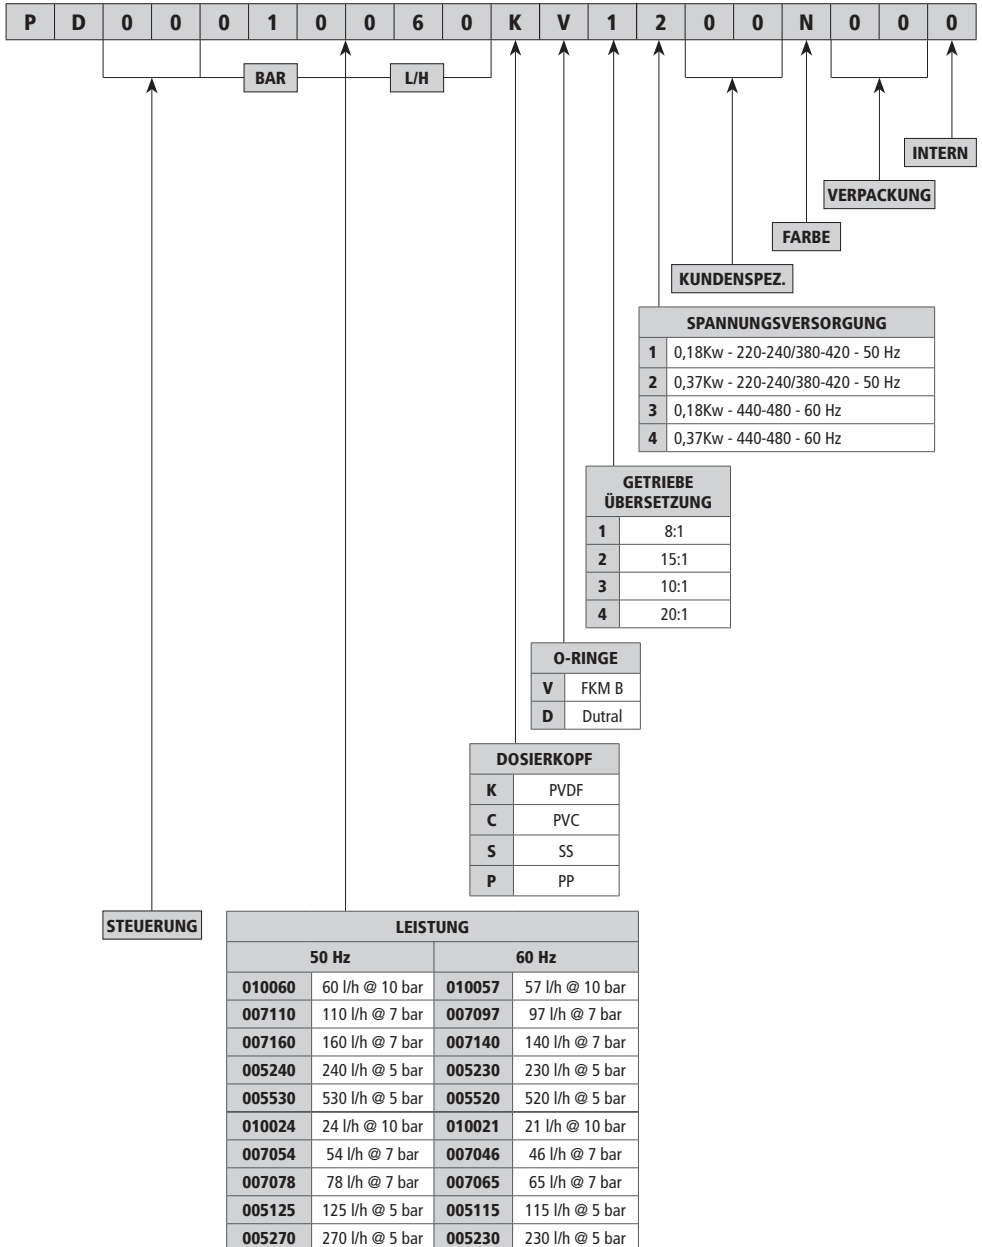 P D 0 0 0 1 0 0 6 0 K V 1 2 0 0 N 0 0 0
BAR L/H
INTERN
VERPACKUNG
FARBE
KUNDENSPEZ.
SPANNUNGSVERSORGUNG
1 0,18Kw - 220-240/380-420 - 50 Hz
2 0,37Kw - 220-240/380-420 - 50 Hz
3 0,18Kw - 440-480 - 60 Hz
4 0,37Kw - 440-480 - 60 Hz
GETRIEBE
ÜBERSETZUNG
1 8:1
2 15:1
3 10:1
4 20:1
O-RINGE
V FKM B
D Dutral
DOSIERKOPF
K PVDF
C PVC
S SS
P PP
STEUERUNG
LEISTUNG
50 Hz 60 Hz
010060 60 l/h @ 10 bar 010057 57 l/h @ 10 bar
007110 110 l/h @ 7 bar 007097 97 l/h @ 7 bar
007160 160 l/h @ 7 bar 007140 140 l/h @ 7 bar
005240 240 l/h @ 5 bar 005230 230 l/h @ 5 bar
005530 530 l/h @ 5 bar 005520 520 l/h @ 5 bar
010024 24 l/h @ 10 bar 010021 21 l/h @ 10 bar
007054 54 l/h @ 7 bar 007046 46 l/h @ 7 bar
007078 78 l/h @ 7 bar 007065 65 l/h @ 7 bar
005125 125 l/h @ 5 bar 005115 115 l/h @ 5 bar
005270 270 l/h @ 5 bar 005230 230 l/h @ 5 bar